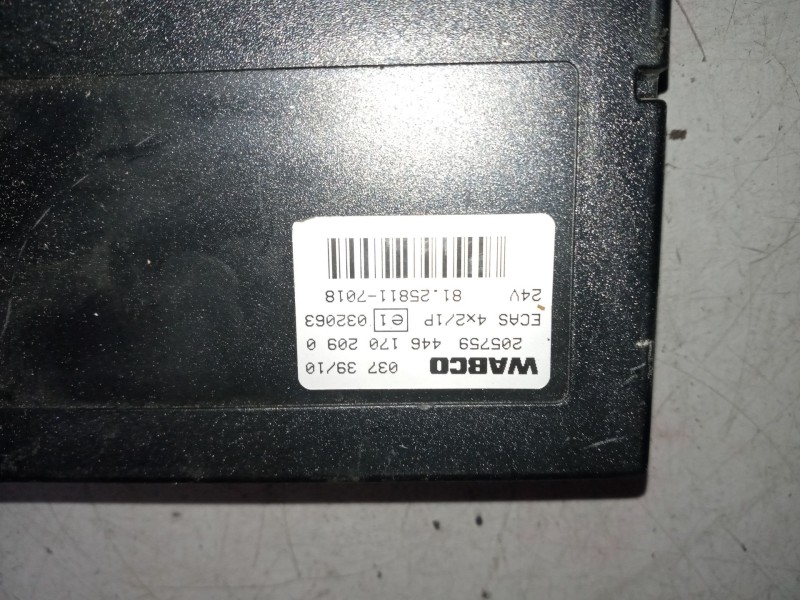 WABCO 037 39/10
205759 446 170 209 0
ECAS 4x2/1P e1 032063
24V 81.25811-7018